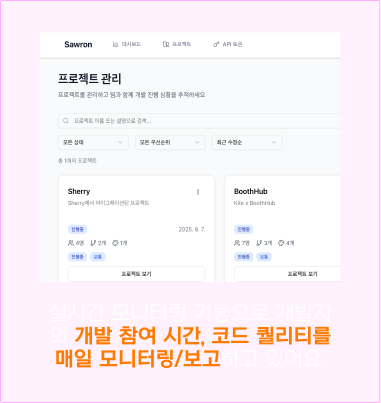 Sawron
대시보드
프로젝트
API 토큰
프로젝트 관리
프로젝트를 관리하고 팀과 함께 개발 진행 상황을 추적하세요
프로젝트 이름 또는 설명으로 검색...
모든 상태
모든 우선순위
최근 수정순
총 1개의 프로젝트
Sherry
Sherry에서 마이그레이션된 프로젝트
진행중
2025. 8. 7.
4명
2개
1개
진행중
보통
프로젝트 보기
BoothHub
Kite x BoothHub
진행중
7명
3개
4개
진행중
보통
프로젝트 보기
실시간 모니터링 기능으로 개발자
의 개발 참여 시간, 코드 퀄리티를
매일 모니터링/보고하고 있어요.